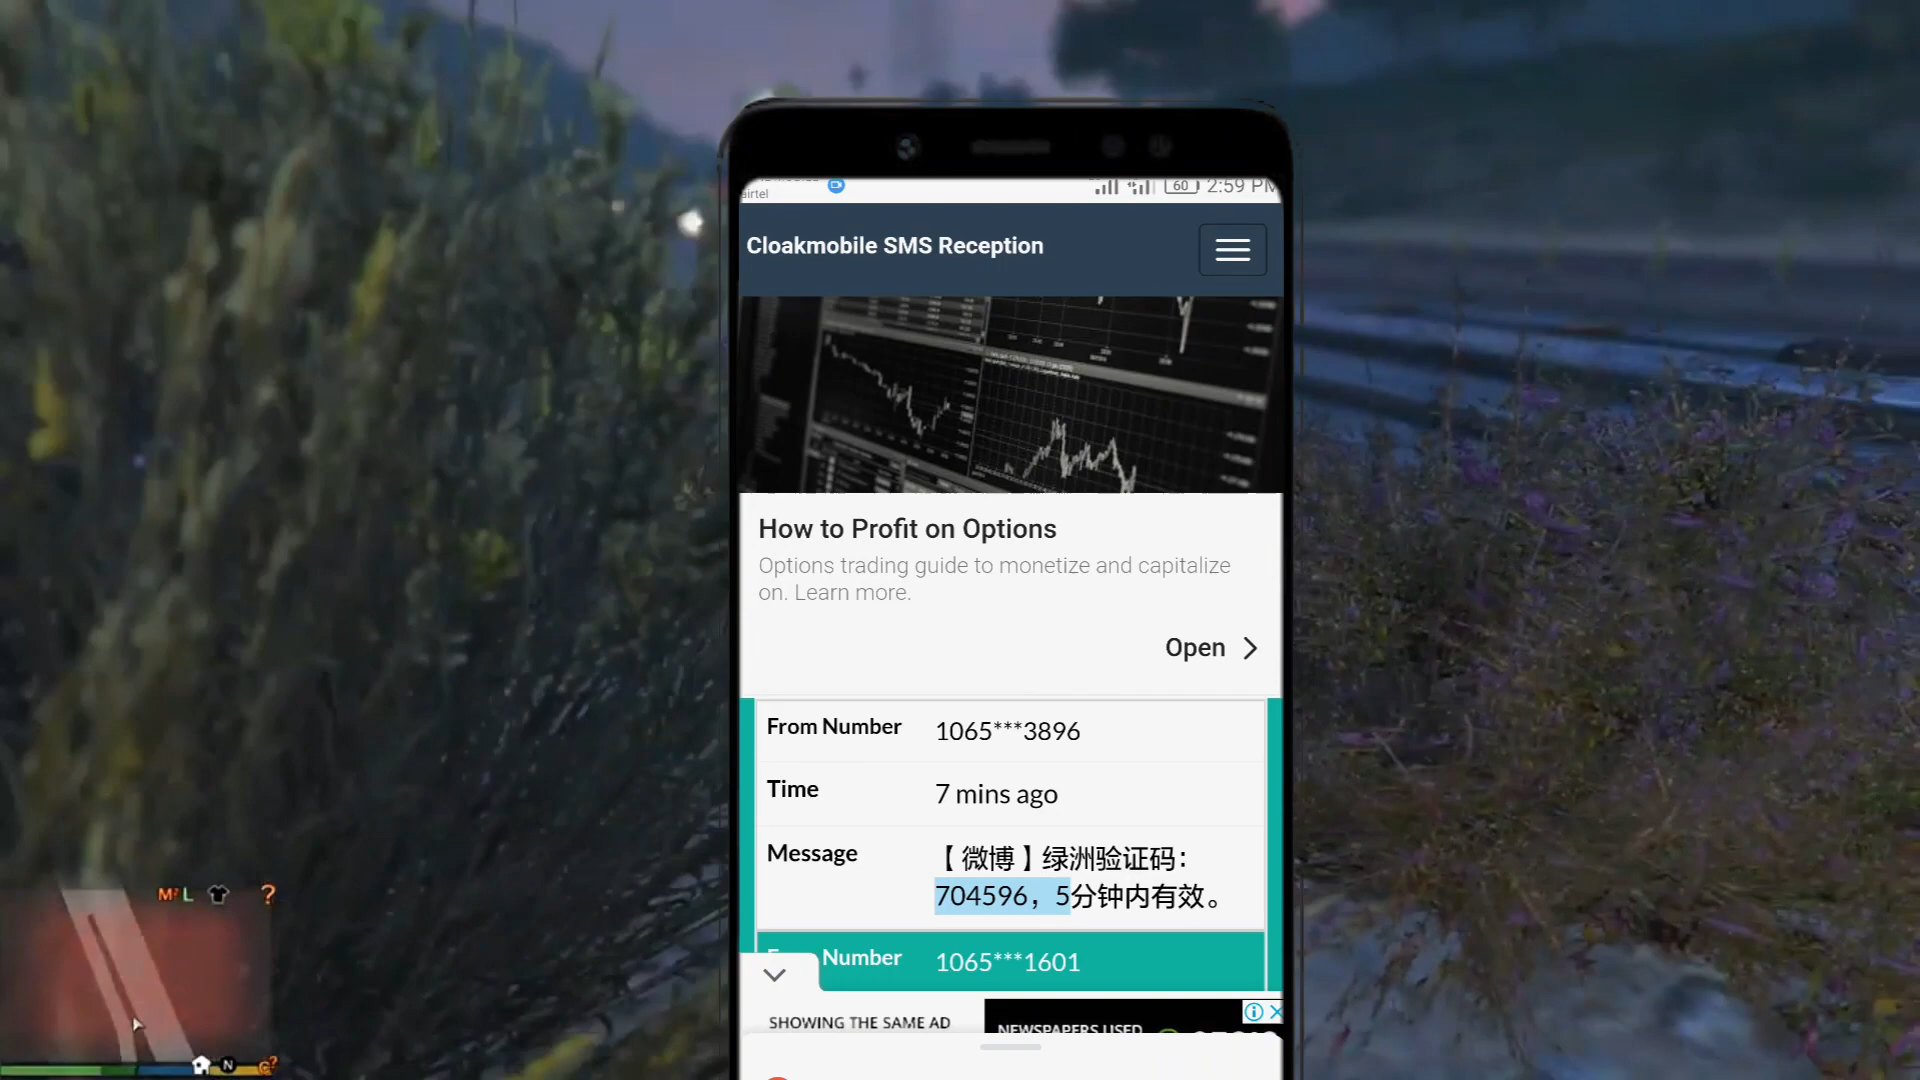 airtel
60 2:59 PM
Cloakmobile SMS Reception
How to Profit on Options
Options trading guide to monetize and capitalize
on. Learn more.
Open
From Number 1065***3896
Time 7 mins ago
Message 【微博】绿洲验证码：
704596，5分钟内有效。
Number 1065***1601
SHOWING THE SAME AD
NEWSPAPERS USED
M L ?
N